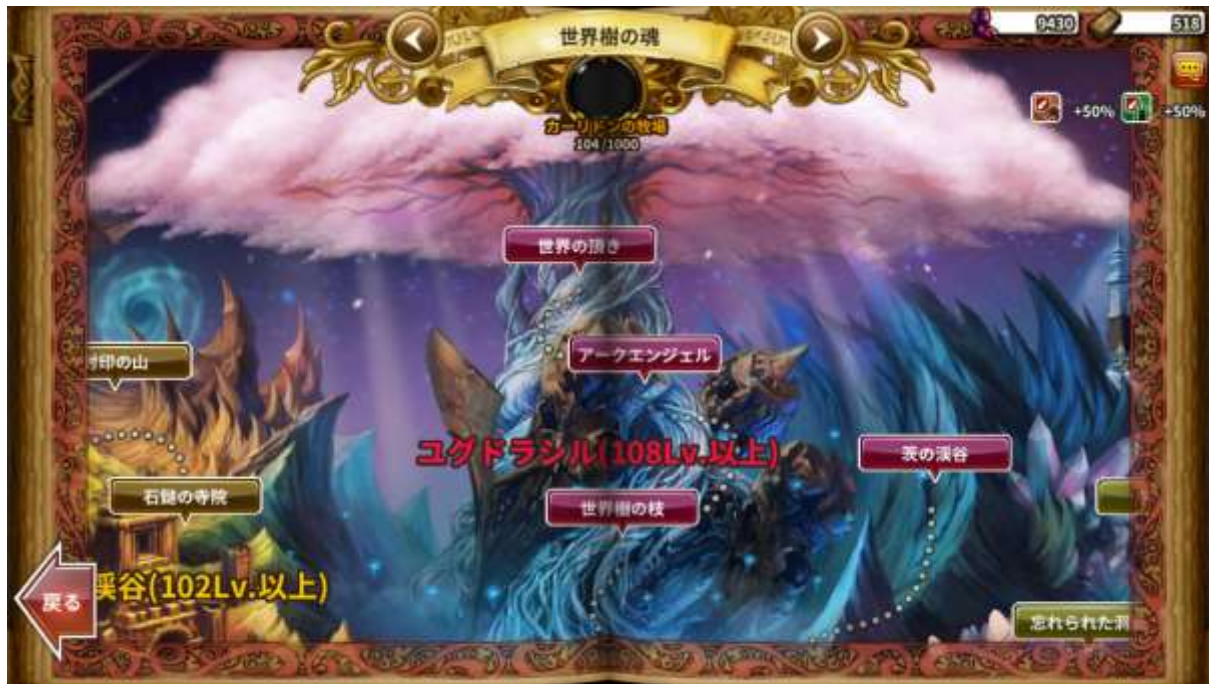 世界樹の魂
9430
518
+50%
+50%
カーリドンの牧場
104/1000
世界の頂き
アークエンジェル
封印の山
ユグドラシル(108Lv.以上)
茨の渓谷
石鎚の寺院
世界樹の枝
渓谷(102Lv.以上)
戻る
忘れられた洞